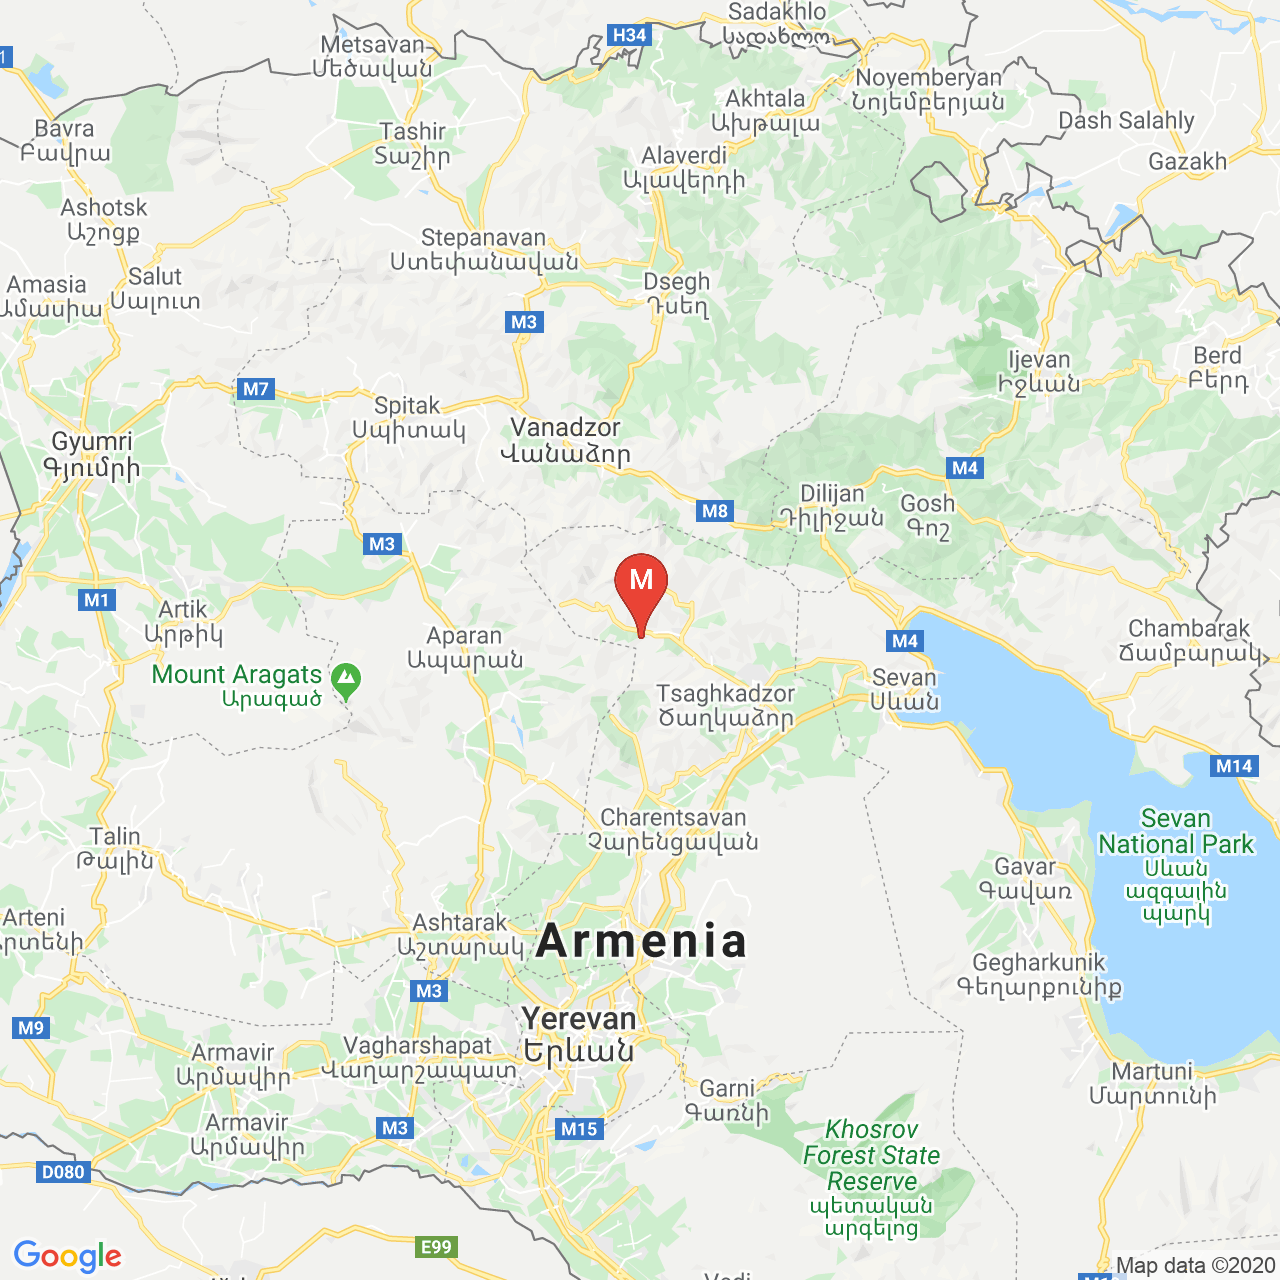 Sadakhlo
სადახლო
H34
Metsavan
Մեծավան
Noyemberyan
Նոյեմբերյան
Akhtala
Ախթալա
Dash Salahly
Bavra
Բավրա
Tashir
Տաշիր
Alaverdi
Ալավերդի
Gazakh
Ashotsk
Աշոցք
Stepanavan
Ստեփանավան
Salut
Սալուտ
Dsegh
Դսեղ
Amasia
Ամասիա
M3
Ijevan
Իջևան
Berd
Բերդ
M7
Spitak
Սպիտակ
Vanadzor
Վանաձոր
Gyumri
Գյումրի
M4
Dilijan
Դիլիջան
Gosh
Գոշ
M8
M3
M
M1
Artik
Արթիկ
Aparan
Ապարան
Chambarak
Ճամբարակ
M4
Mount Aragats
Արագած
Sevan
Սևան
Tsaghkadzor
Ծաղկաձոր
M14
Charentsavan
Չարենցավան
Sevan
National Park
Սևան
ազգային
պարկ
Talin
Թալին
Gavar
Գավառ
Arteni
Ashtarak
Աշտարակ
Armenia
Gegharkunik
Գեղարքունիք
M3
M9
Yerevan
Երևան
Armavir
Արմավիր
Vagharshapat
Վաղարշապատ
Martuni
Մարտունի
Garni
Գառնի
Armavir
Արմավիր
M3
M15
Khosrov
Forest State
Reserve
պետական
արգելոց
D080
E99
Google
Map data ©2020